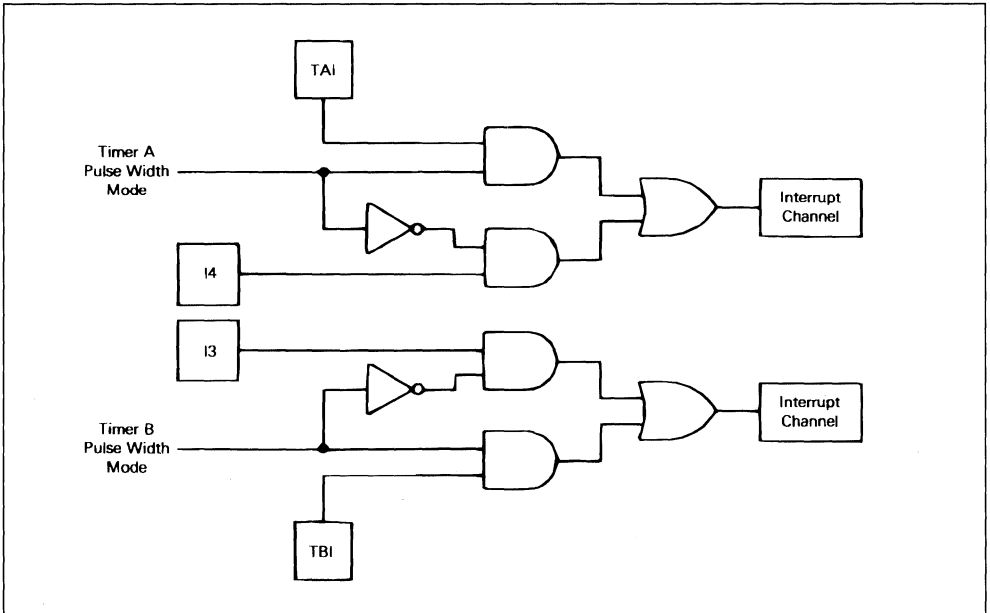 TAI
Timer A
Pulse Width
Mode
Interrupt
Channel
I4
I3
Timer B
Pulse Width
Mode
Interrupt
Channel
TBI